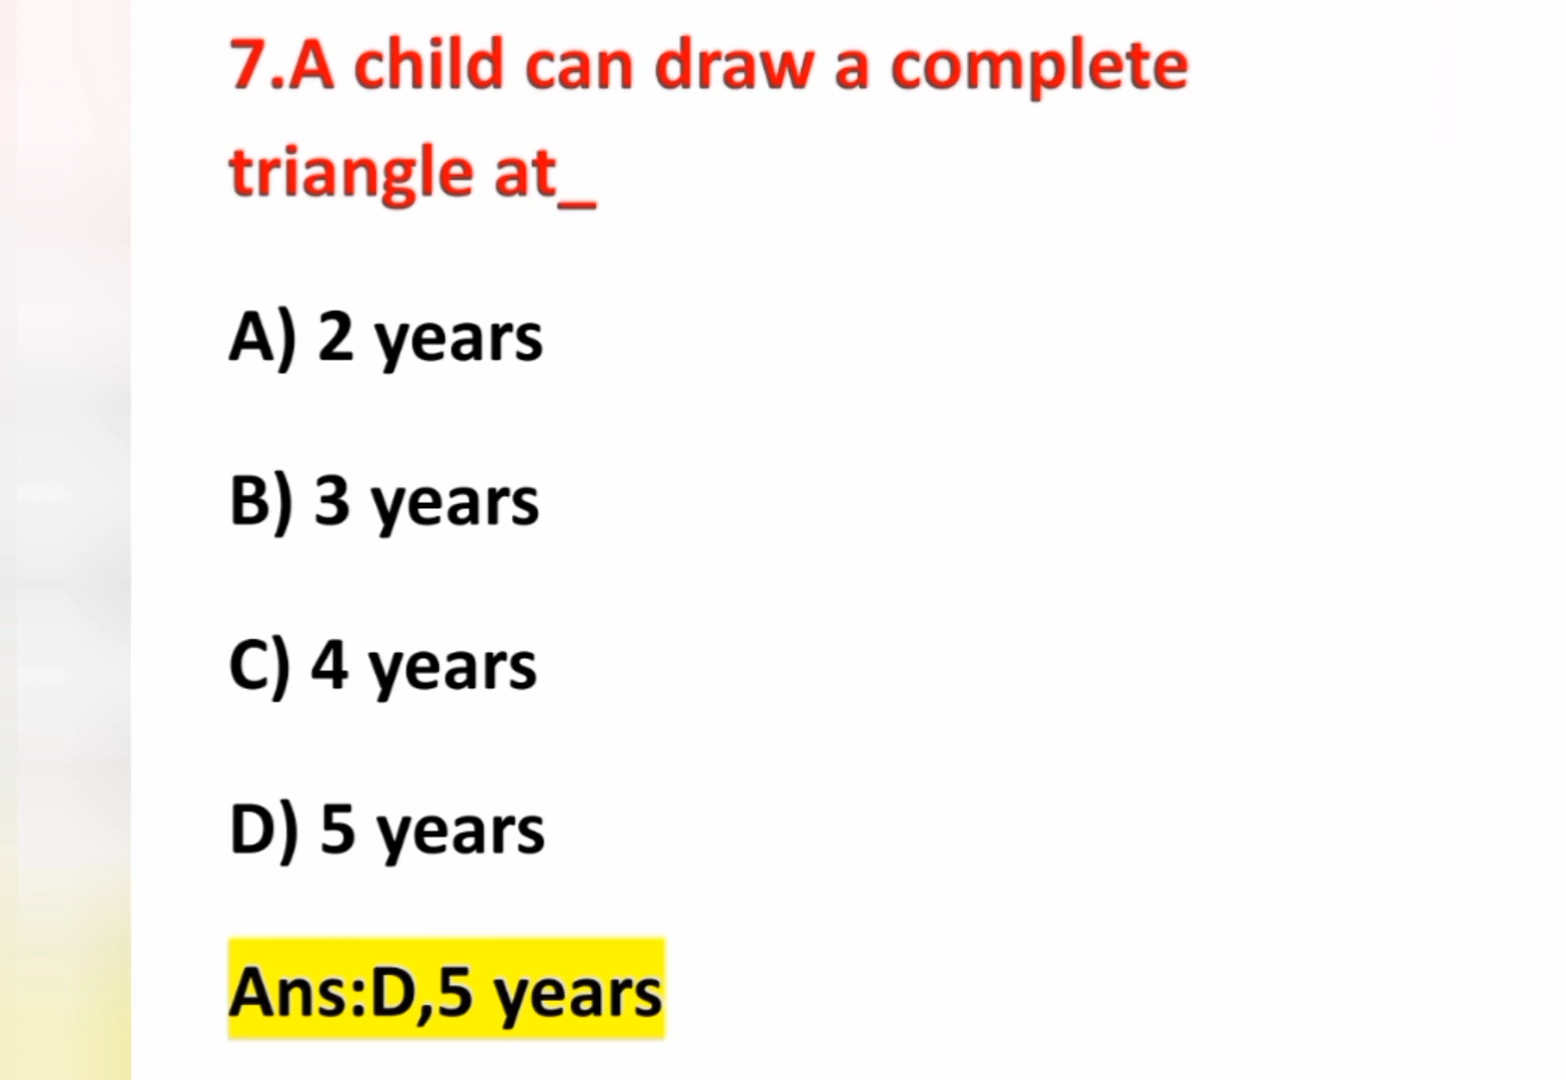 7.A child can draw a complete
triangle at_
A) 2 years
B) 3 years
C) 4 years
D) 5 years
Ans:D,5 years